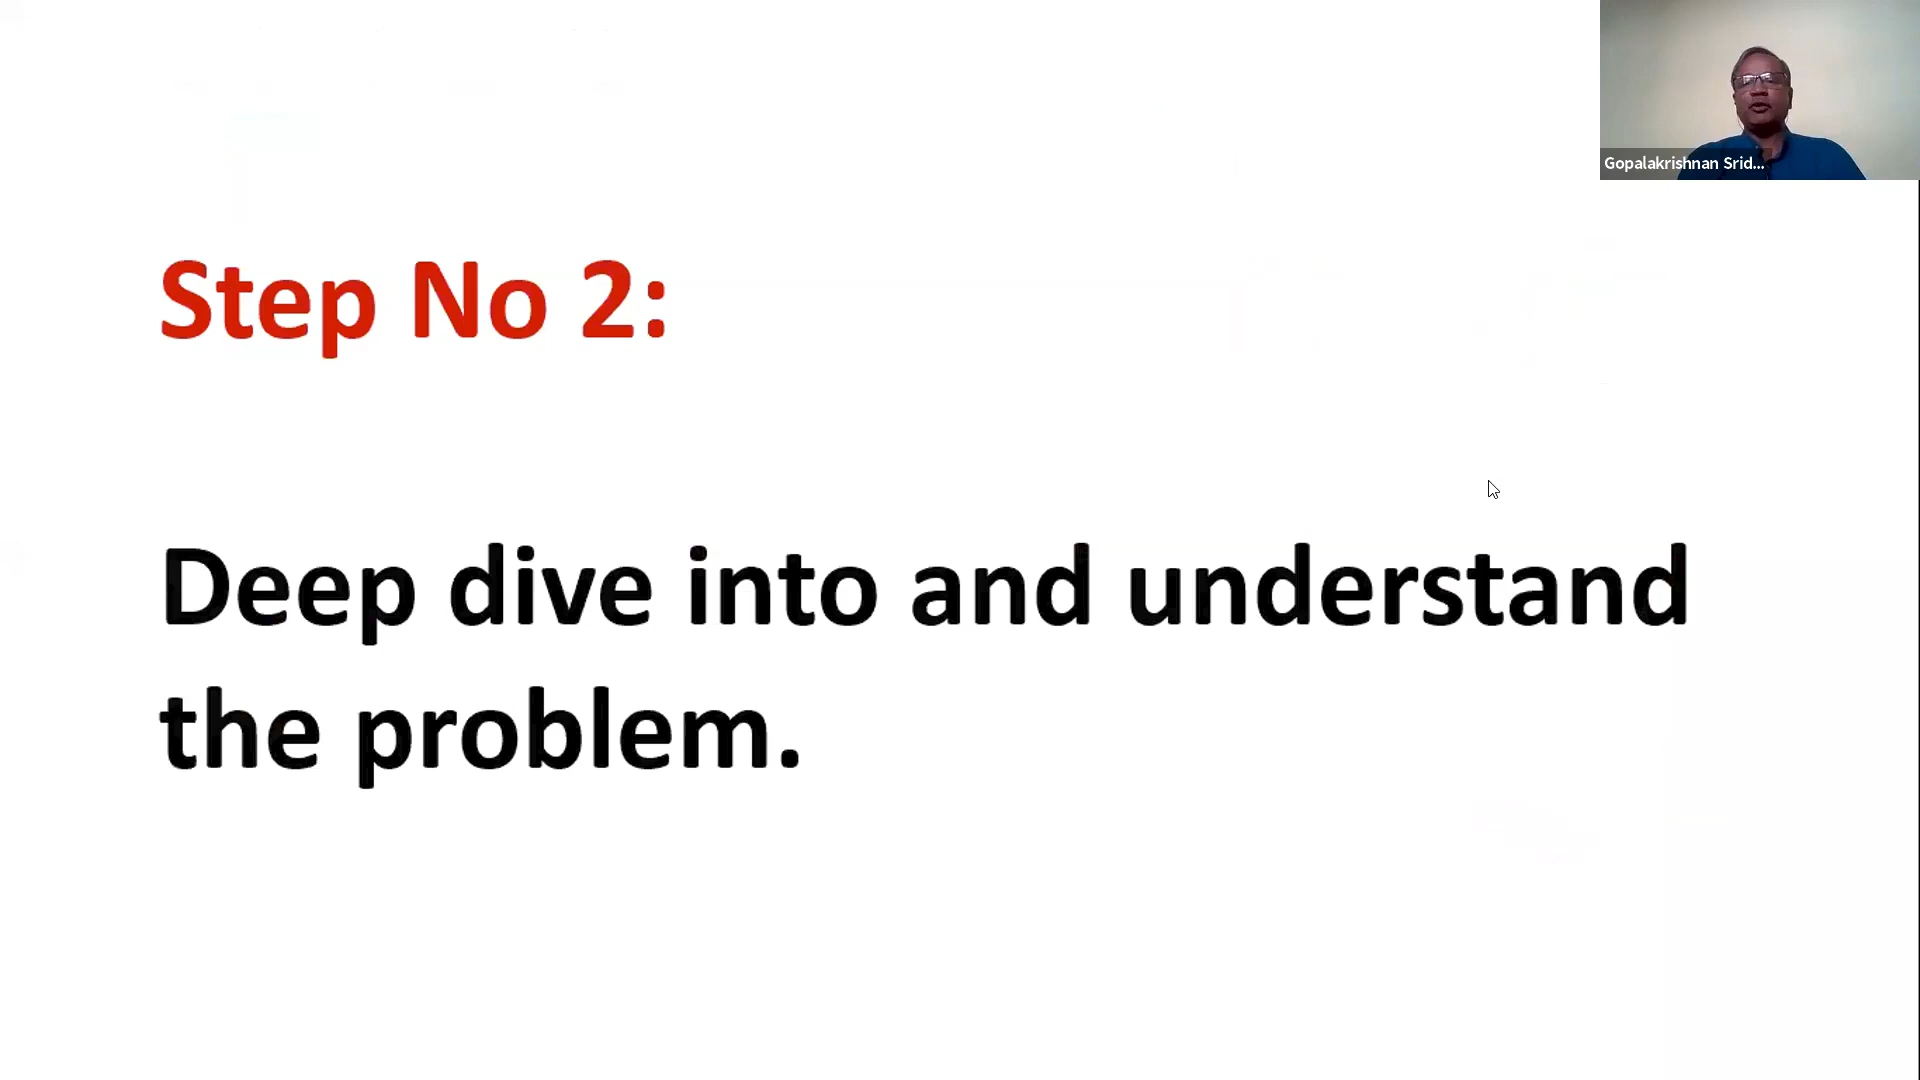 Gopalakrishnan Srid...
Step No 2:
Deep dive into and understand
the problem.